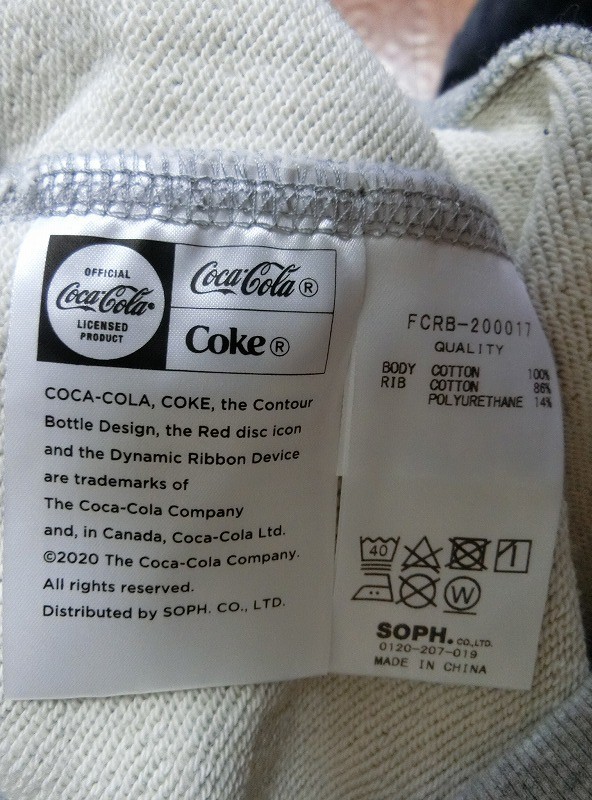 OFFICIAL
Coca-Cola®
LICENSED
PRODUCT
Coca-Cola®
Coke®
COCA-COLA, COKE, the Contour
Bottle Design, the Red disc icon
and the Dynamic Ribbon Device
are trademarks of
The Coca-Cola Company
and, in Canada, Coca-Cola Ltd.
©2020 The Coca-Cola Company.
All rights reserved.
Distributed by SOPH. CO., LTD.
FCRB-200017
QUALITY
BODY COTTON 100%
RIB COTTON 86%
POLYURETHANE 14%
40
W
SOPH. CO.,LTD.
0120-207-019
MADE IN CHINA